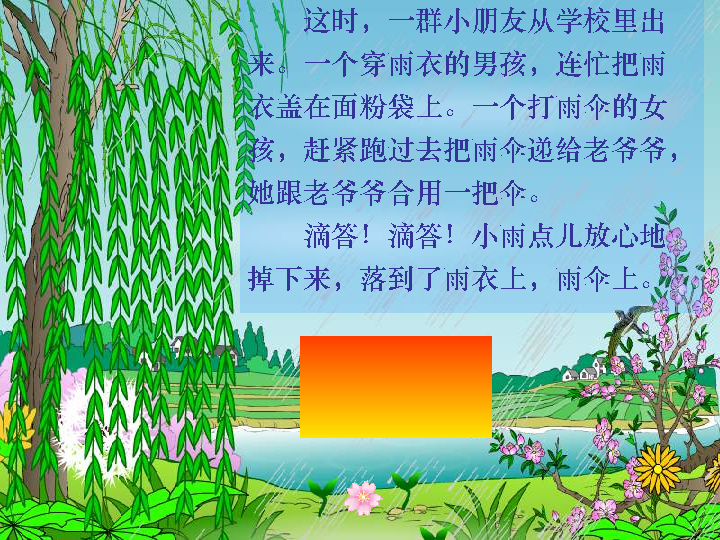 这时，一群小朋友从学校里出
来。一个穿雨衣的男孩，连忙把雨
衣盖在面粉袋上。一个打雨伞的女
孩，赶紧跑过去把雨伞递给老爷爷，
她跟老爷爷合用一把伞。
滴答！滴答！小雨点儿放心地
掉下来，落到了雨衣上，雨伞上。